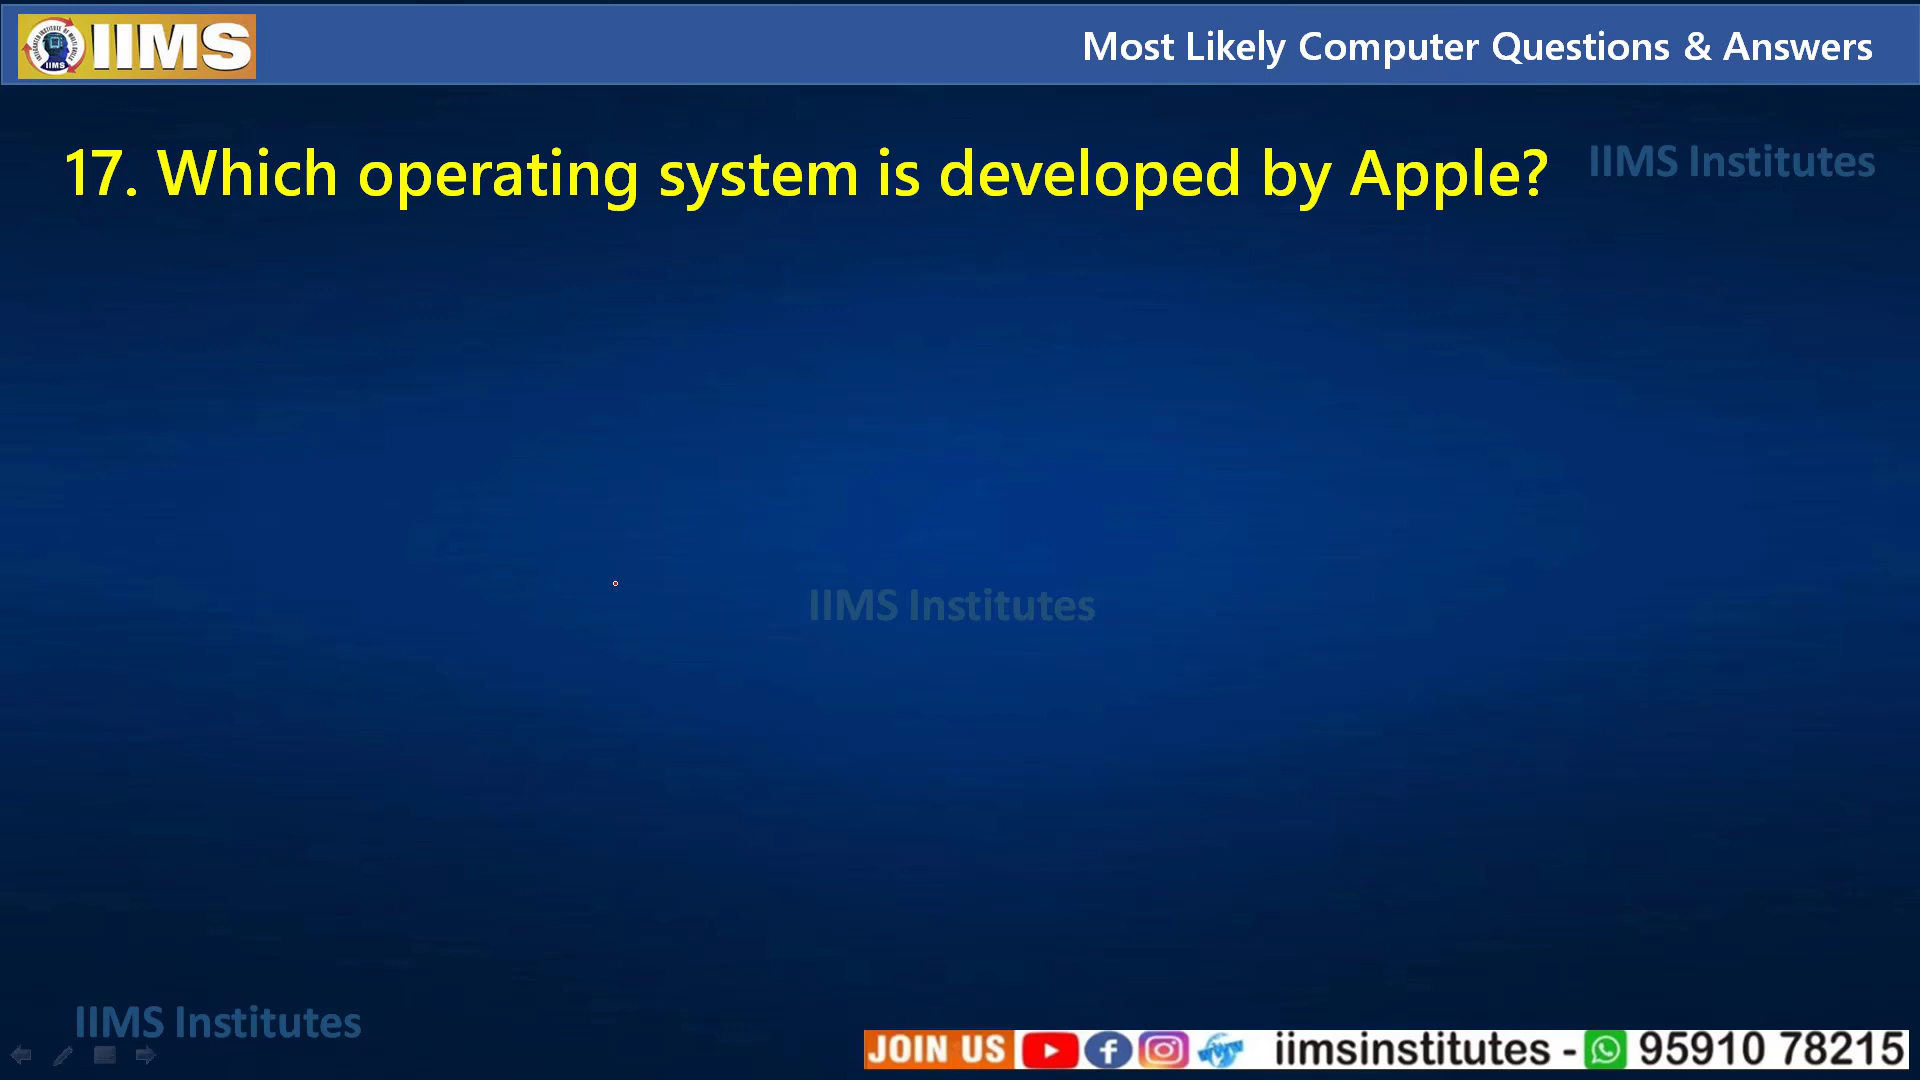 IIMS
IIMS
Most Likely Computer Questions & Answers
17. Which operating system is developed by Apple?
IIMS Institutes
IIMS Institutes
IIMS Institutes
JOIN US
iimsinstitutes - 95910 78215